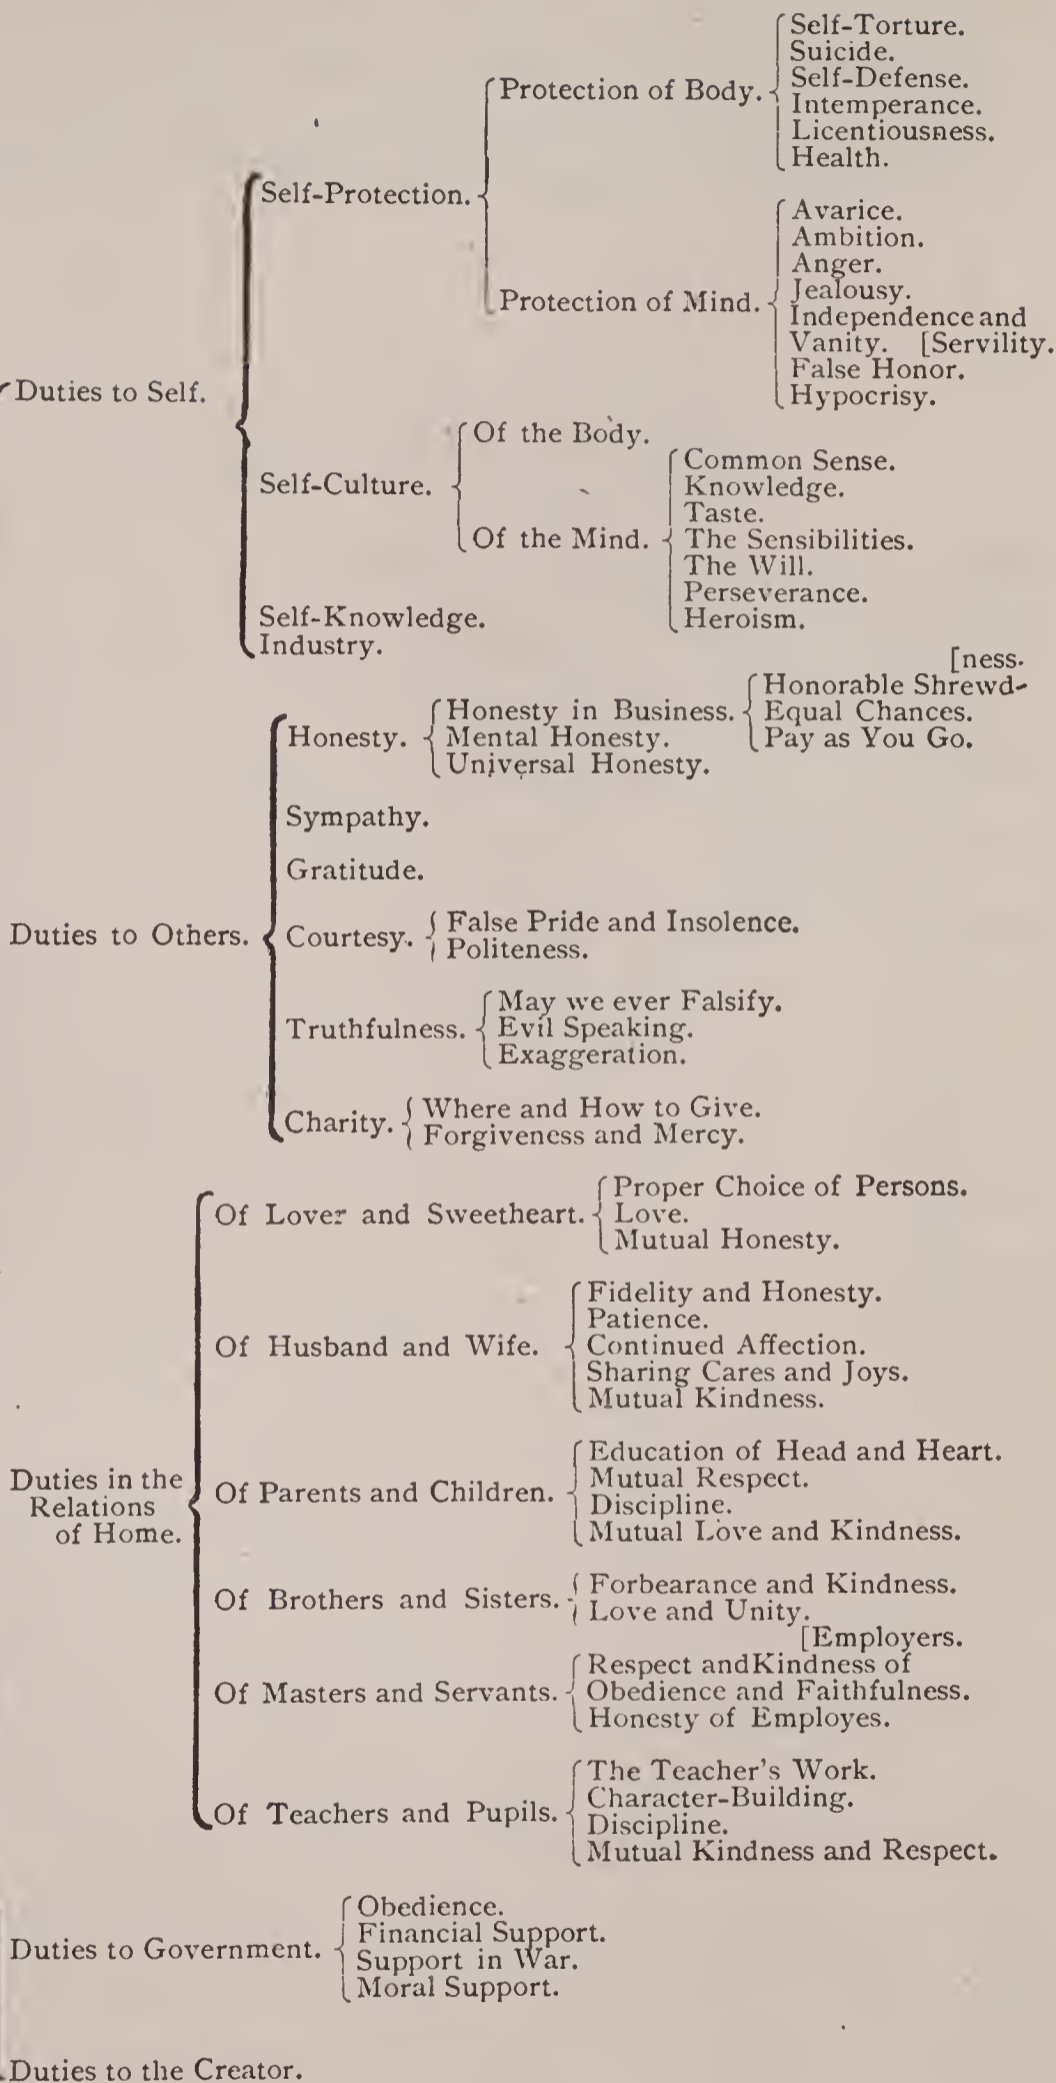 Duties to Self.
Self-Protection.
Protection of Body.
Self-Torture.
Suicide.
Self-Defense.
Intemperance.
Licentiousness.
Health.
Protection of Mind.
Avarice.
Ambition.
Anger.
Jealousy.
Independence and
Vanity. [Servility.
False Honor.
Hypocrisy.
Self-Culture.
Of the Body.
Of the Mind.
Common Sense.
Knowledge.
Taste.
The Sensibilities.
The Will.
Perseverance.
Heroism.
Self-Knowledge.
Industry.
Duties to Others.
Honesty.
Honesty in Business.
[ness.
Honorable Shrewd-
Equal Chances.
Pay as You Go.
Mental Honesty.
Universal Honesty.
Sympathy.
Gratitude.
Courtesy.
False Pride and Insolence.
Politeness.
Truthfulness.
May we ever Falsify.
Evil Speaking.
Exaggeration.
Charity.
Where and How to Give.
Forgiveness and Mercy.
Duties in the
Relations
of Home.
Of Lover and Sweetheart.
Proper Choice of Persons.
Love.
Mutual Honesty.
Of Husband and Wife.
Fidelity and Honesty.
Patience.
Continued Affection.
Sharing Cares and Joys.
Mutual Kindness.
Of Parents and Children.
Education of Head and Heart.
Mutual Respect.
Discipline.
Mutual Love and Kindness.
Of Brothers and Sisters.
Forbearance and Kindness.
Love and Unity.
Of Masters and Servants.
[Employers.
Respect and Kindness of
Obedience and Faithfulness.
Honesty of Employes.
Of Teachers and Pupils.
The Teacher's Work.
Character-Building.
Discipline.
Mutual Kindness and Respect.
Duties to Government.
Obedience.
Financial Support.
Support in War.
Moral Support.
Duties to the Creator.